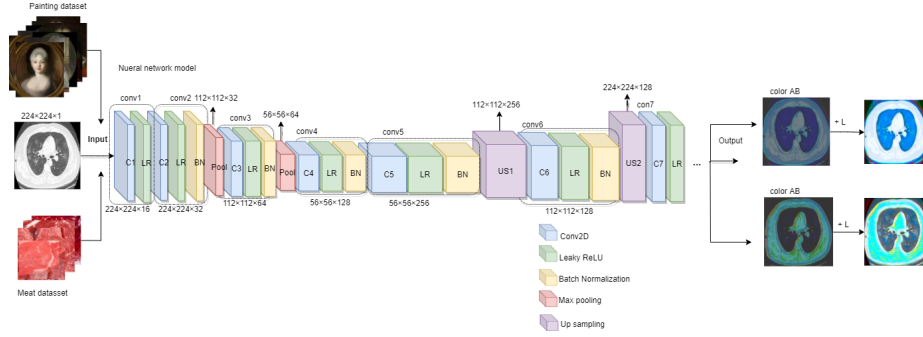 Painting dataset
Nueral network model
224×224×1
Input
Meat datasset
conv1
conv2
112×112×32
conv3
56×56×64
conv4
conv5
112×112×256
conv6
224×224×128
con7
C1
LR
C2
LR
BN
Pool
C3
LR
BN
Pool
C4
LR
BN
C5
LR
BN
US1
C6
LR
BN
US2
C7
LR
...
224×224×16
224×224×32
112×112×64
56×56×128
56×56×256
112×112×128
Conv2D
Leaky ReLU
Batch Normalization
Max pooling
Up sampling
Output
color AB
+ L
color AB
+ L